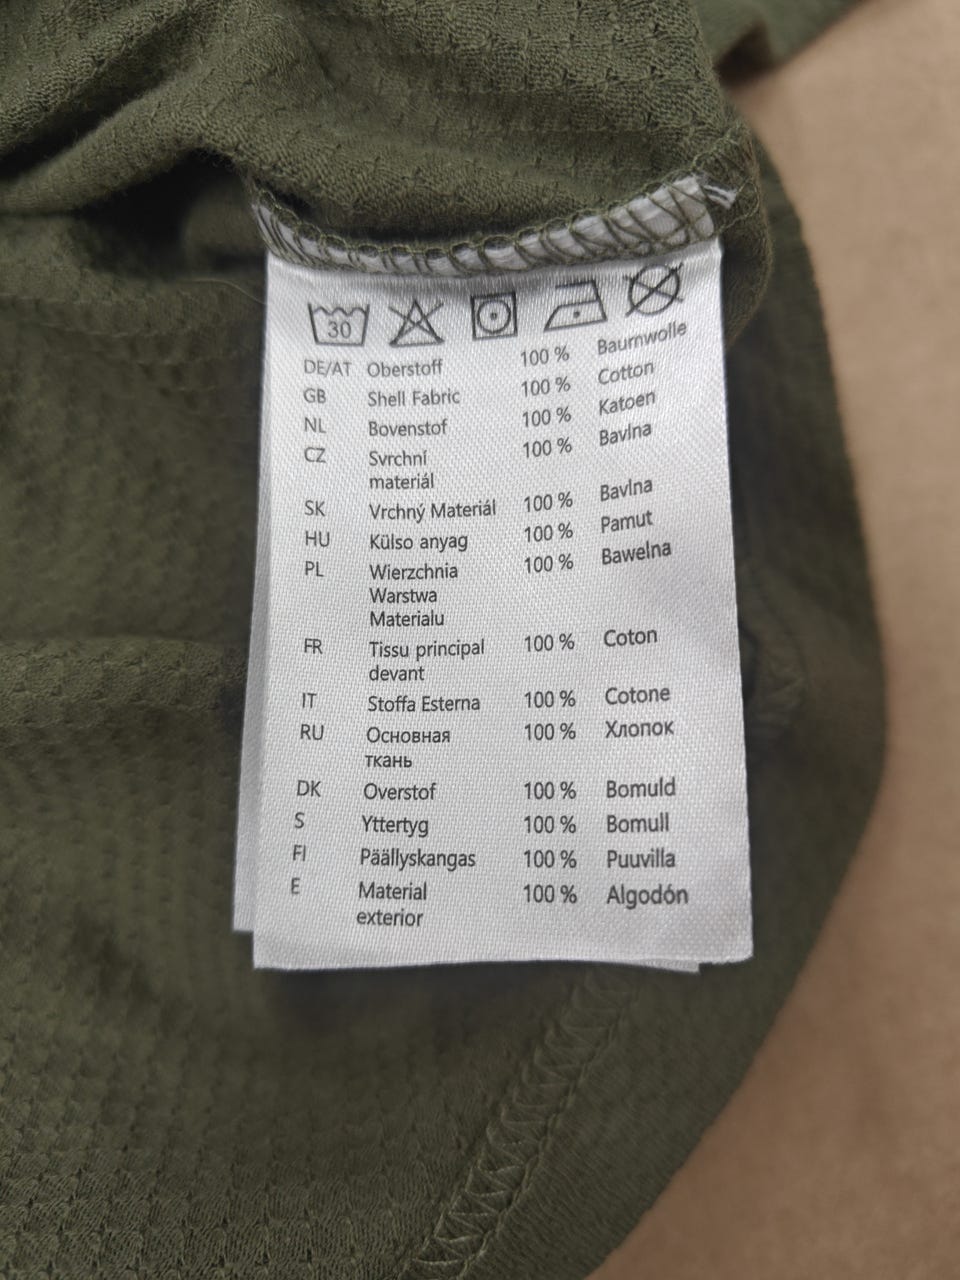 30
DE/AT Oberstoff 100 % Baumwolle
GB Shell Fabric 100 % Cotton
NL Bovenstof 100 % Katoen
CZ Svrchní 100 % Bavlna
materiál
SK Vrchný Materiál 100 % Bavlna
HU Külso anyag 100 % Pamut
PL Wierzchnia 100 % Bawelna
Warstwa
Materialu
FR Tissu principal 100 % Coton
devant
IT Stoffa Esterna 100 % Cotone
RU Основная 100 % Хлопок
ткань
DK Overstof 100 % Bomuld
S Yttertyg 100 % Bomull
FI Päällyskangas 100 % Puuvilla
E Material 100 % Algodón
exterior